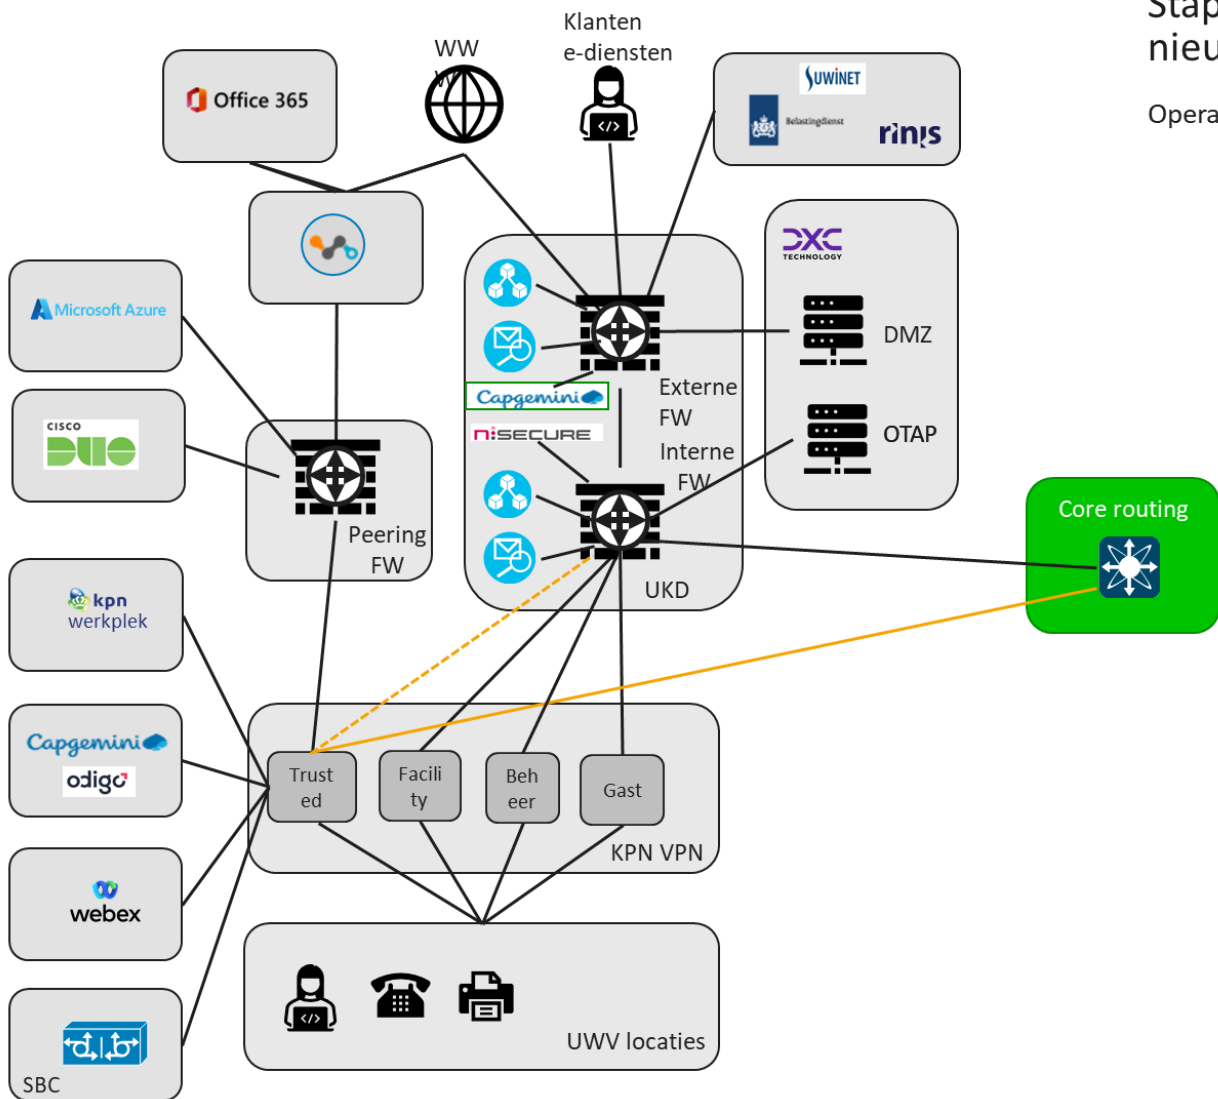 Stap
nieu
Opera
Klanten
e-diensten
WW
W
Office 365
SUWINET
Belastingdienst
rinis
DXC
TECHNOLOGY
Microsoft Azure
DMZ
Externe
FW
Capgemini
n:SECURE
Interne
FW
OTAP
CISCO
DUO
Peering
FW
Core routing
UKD
kpn
werkplek
Capgemini
odigo
Trust
ed
Facili
ty
Beh
eer
Gast
KPN VPN
webex
UWV locaties
SBC